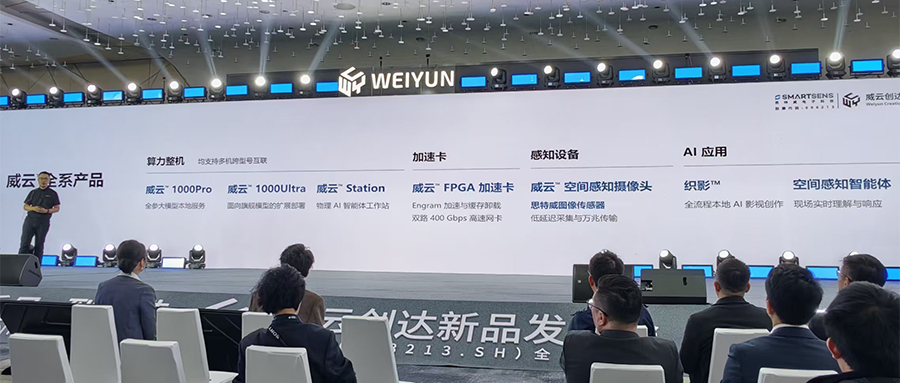 WEIYUN
SMARTSENS
威云创达
Weiyun Creatio
威云™ 全系产品
算力整机 均支持多机跨型号互联
威云™ 1000Pro
全参大模型本地服务
威云™ 1000Ultra
面向旗舰模型的扩展部署
威云™ Station
物理 AI 智能体工作站
加速卡
威云™ FPGA 加速卡
Engram 加速与缓存卸载
双路 400 Gbps 高速网卡
感知设备
威云™ 空间感知摄像头
思特威图像传感器
低延迟采集与万兆传输
AI 应用
织影™
全流程本地 AI 影视创作
空间感知智能体
现场实时理解与响应
云创达新品发
8213.SH）全